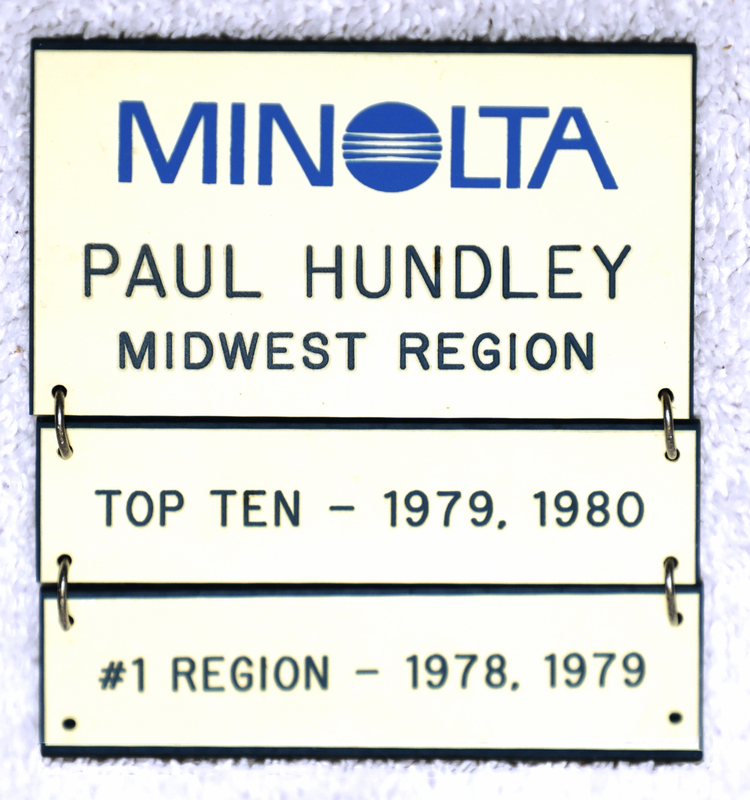 MINOLTA
PAUL HUNDLEY
MIDWEST REGION
TOP TEN - 1979, 1980
#1 REGION - 1978, 1979